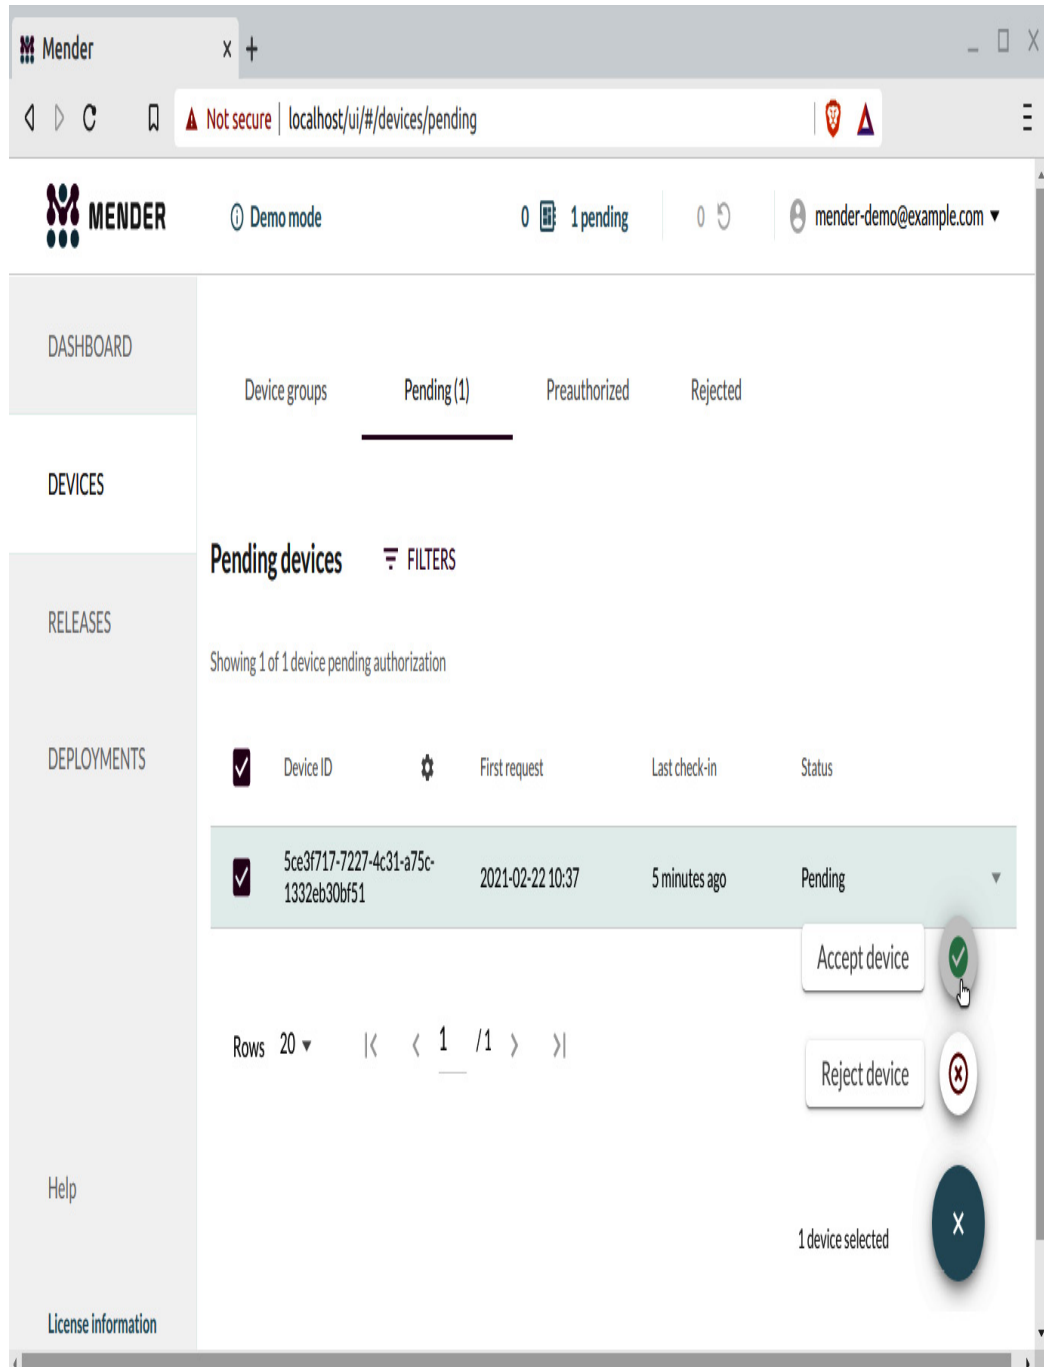 Mender
Not secure localhost/ui/#/devices/pending
MENDER Demo mode 0 1 pending 0 mender-demo@example.com
DASHBOARD
Device groups Pending (1) Preauthorized Rejected
DEVICES
Pending devices FILTERS
RELEASES
Showing 1 of 1 device pending authorization
DEPLOYMENTS
Device ID First request Last check-in Status
5ce3f717-7227-4c31-a75c-
1332eb30bf51
2021-02-22 10:37 5 minutes ago Pending
Accept device
Rows 20 1 /1
Reject device
Help
1 device selected
License information